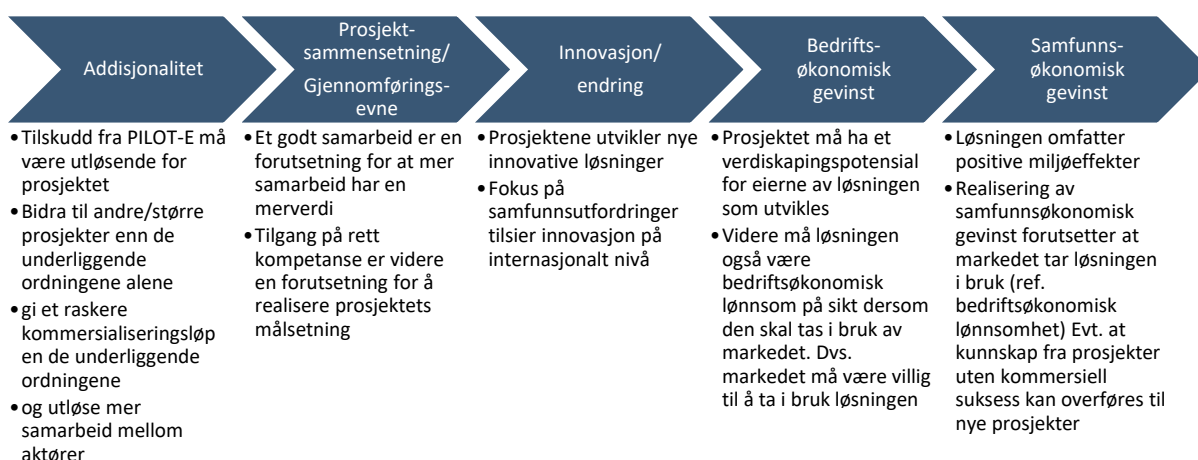 Addisjonalitet
•Tilskudd fra PILOT-E må
være utløsende for
prosjektet
•Bidra til andre/større
prosjekter enn de
underliggende
ordningene alene
•gi et raskere
kommersialiseringsløp
en de underliggende
ordningene
•og utløse mer
samarbeid mellom
aktører
Prosjekt-
sammensetning/
Gjennomførings-
evne
•Et godt samarbeid er en
forutsetning for at mer
samarbeid har en
merverdi
•Tilgang på rett
kompetanse er videre
en forutsetning for å
realisere prosjektets
målsetning
Innovasjon/
endring
•Prosjektene utvikler nye
innovative løsninger
•Fokus på
samfunnsutfordringer
tilsier innovasjon på
internasjonalt nivå
Bedrifts-
økonomisk
gevinst
•Prosjektet må ha et
verdiskapingspotensial
for eierne av løsningen
som utvikles
•Videre må løsningen
også være
bedriftsøkonomisk
lønnsom på sikt dersom
den skal tas i bruk av
markedet. Dvs.
markedet må være villig
til å ta i bruk løsningen
Samfunns-
økonomisk
gevinst
•Løsningen omfatter
positive miljøeffekter
•Realisering av
samfunnsøkonomisk
gevinst forutsetter at
markedet tar løsningen
i bruk (ref.
bedriftsøkonomisk
lønnsomhet) Evt. at
kunnskap fra prosjekter
uten kommersiell
suksess kan overføres til
nye prosjekter